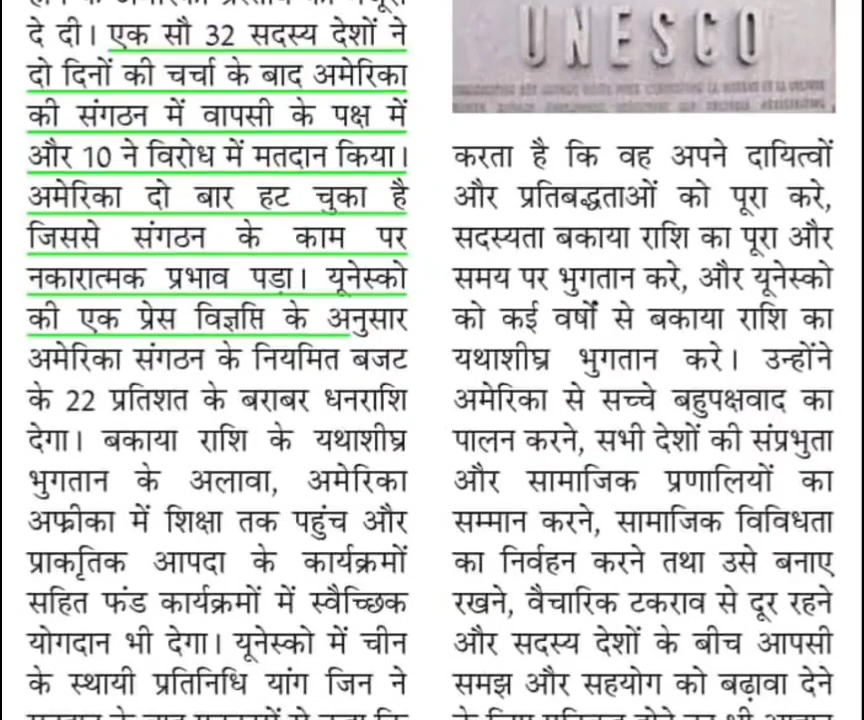 दे दी। एक सौ 32 सदस्य देशों ने
दो दिनों की चर्चा के बाद अमेरिका
की संगठन में वापसी के पक्ष में
और 10 ने विरोध में मतदान किया।
अमेरिका दो बार हट चुका है
जिससे संगठन के काम पर
नकारात्मक प्रभाव पड़ा। यूनेस्को
की एक प्रेस विज्ञप्ति के अनुसार
अमेरिका संगठन के नियमित बजट
के 22 प्रतिशत के बराबर धनराशि
देगा। बकाया राशि के यथाशीघ्र
भुगतान के अलावा, अमेरिका
अफ्रीका में शिक्षा तक पहुंच और
प्राकृतिक आपदा के कार्यक्रमों
सहित फंड कार्यक्रमों में स्वैच्छिक
योगदान भी देगा। यूनेस्को में चीन
के स्थायी प्रतिनिधि यांग जिन ने
UNESCO
करता है कि वह अपने दायित्वों
और प्रतिबद्धताओं को पूरा करे,
सदस्यता बकाया राशि का पूरा और
समय पर भुगतान करे, और यूनेस्को
को कई वर्षों से बकाया राशि का
यथाशीघ्र भुगतान करे। उन्होंने
अमेरिका से सच्चे बहुपक्षवाद का
पालन करने, सभी देशों की संप्रभुता
और सामाजिक प्रणालियों का
सम्मान करने, सामाजिक विविधता
का निर्वहन करने तथा उसे बनाए
रखने, वैचारिक टकराव से दूर रहने
और सदस्य देशों के बीच आपसी
समझ और सहयोग को बढ़ावा देने